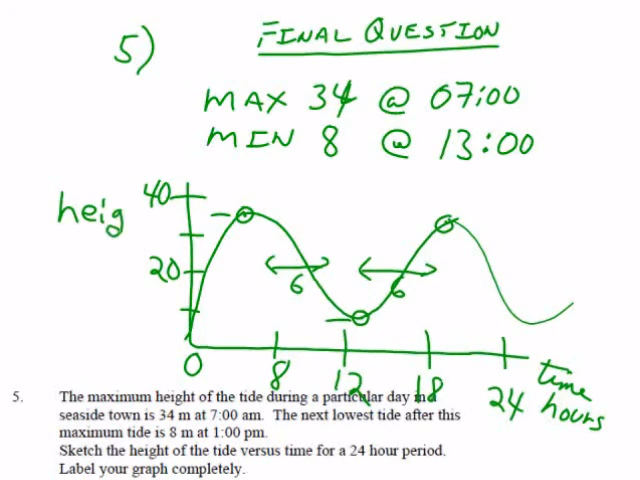 5)
FINAL QUESTION
MAX 34 @ 07:00
MIN 8 @ 13:00
heig
40
20
6
6
0
8
12
18
24
time
hours
5. The maximum height of the tide during a particular day in a
seaside town is 34 m at 7:00 am. The next lowest tide after this
maximum tide is 8 m at 1:00 pm.
Sketch the height of the tide versus time for a 24 hour period.
Label your graph completely.